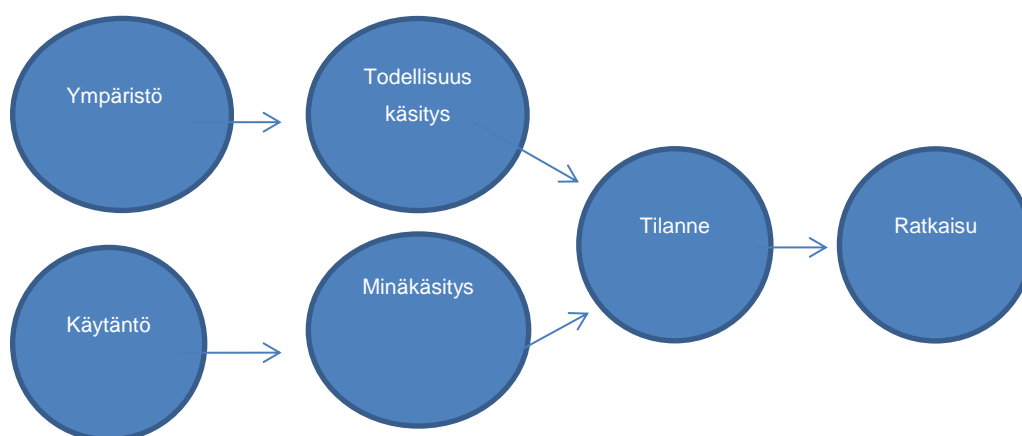 Ympäristö
Todellisuus
käsitys
Tilanne
Ratkaisu
Käytäntö
Minäkäsitys